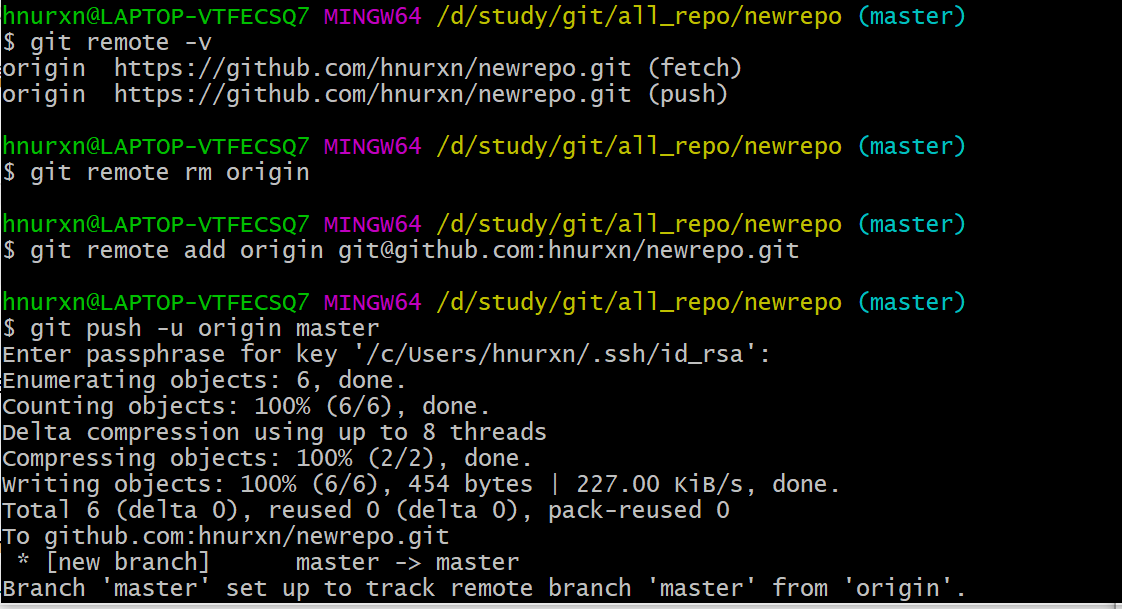 hnurxn@LAPTOP-VTFECSQ7 MINGW64 /d/study/git/all_repo/newrepo (master)
$ git remote -v
origin  https://github.com/hnurxn/newrepo.git (fetch)
origin  https://github.com/hnurxn/newrepo.git (push)

hnurxn@LAPTOP-VTFECSQ7 MINGW64 /d/study/git/all_repo/newrepo (master)
$ git remote rm origin

hnurxn@LAPTOP-VTFECSQ7 MINGW64 /d/study/git/all_repo/newrepo (master)
$ git remote add origin git@github.com:hnurxn/newrepo.git

hnurxn@LAPTOP-VTFECSQ7 MINGW64 /d/study/git/all_repo/newrepo (master)
$ git push -u origin master
Enter passphrase for key '/c/Users/hnurxn/.ssh/id_rsa':
Enumerating objects: 6, done.
Counting objects: 100% (6/6), done.
Delta compression using up to 8 threads
Compressing objects: 100% (2/2), done.
Writing objects: 100% (6/6), 454 bytes | 227.00 KiB/s, done.
Total 6 (delta 0), reused 0 (delta 0), pack-reused 0
To github.com:hnurxn/newrepo.git
 * [new branch]      master -> master
Branch 'master' set up to track remote branch 'master' from 'origin'.